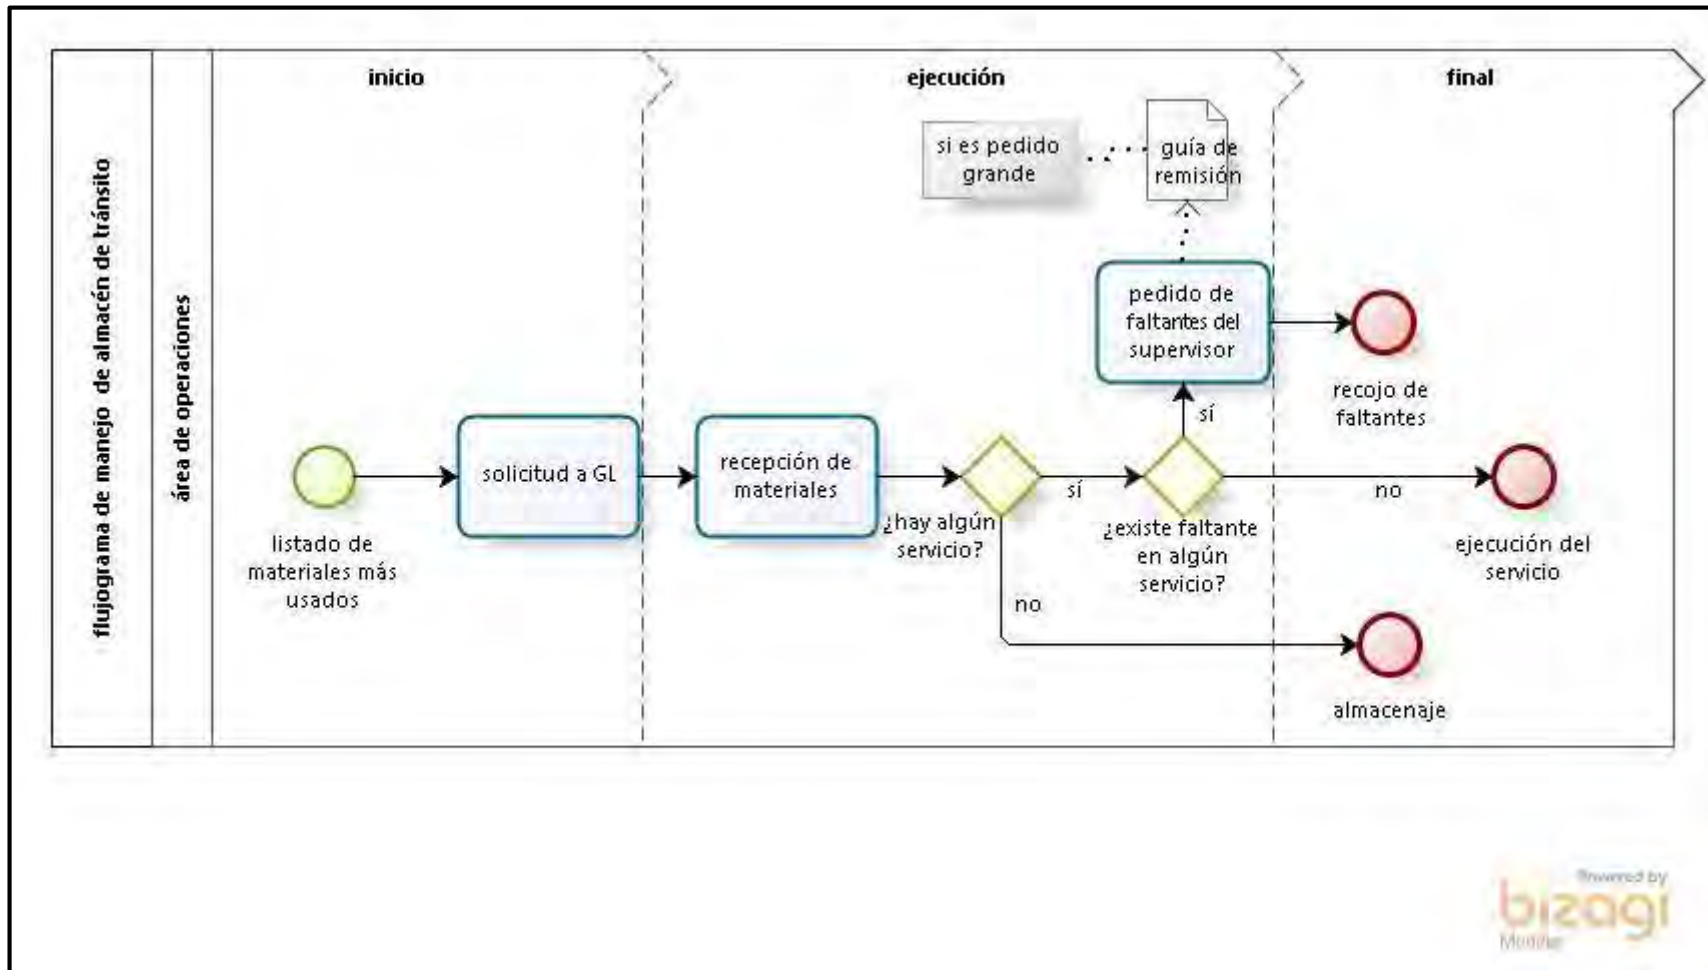 flujograma de manejo de almacén de tránsito
área de operaciones
inicio
ejecución
final
si es pedido
grande
guía de
remisión
pedido de
faltantes del
supervisor
sí
recojo de
faltantes
solicitud a GL
recepción de
materiales
listado de
materiales más
usados
¿hay algún
servicio?
sí
¿existe faltante
en algún
servicio?
no
ejecución del
servicio
no
almacenaje
Powered by
bizagi
Modeler